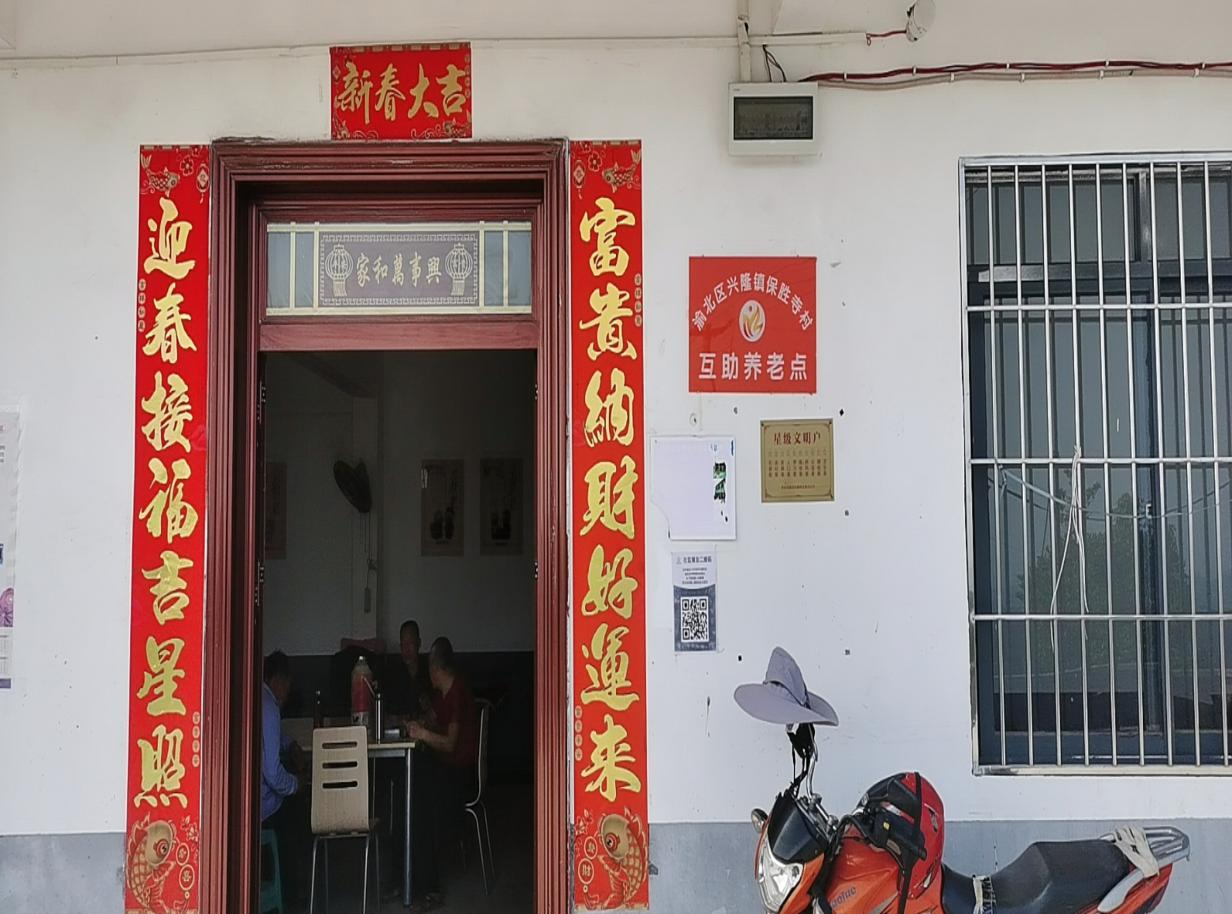 新春大吉
迎春接福吉星照
家和萬事興
富貴納財好運来
渝北区兴隆镇保胜寺村
互助养老点
星级文明户